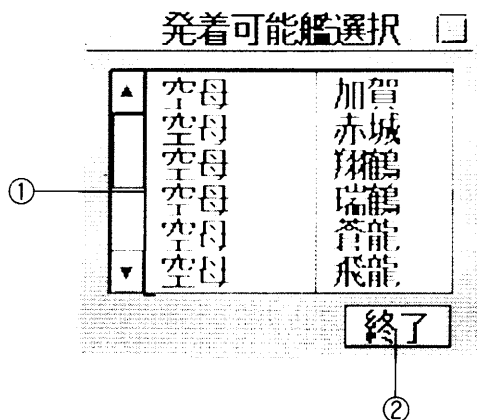 発着可能艦選択
空母 加賀
空母 赤城
空母 翔鶴
空母 瑞鶴
空母 蒼龍
空母 飛龍
①
終了
②